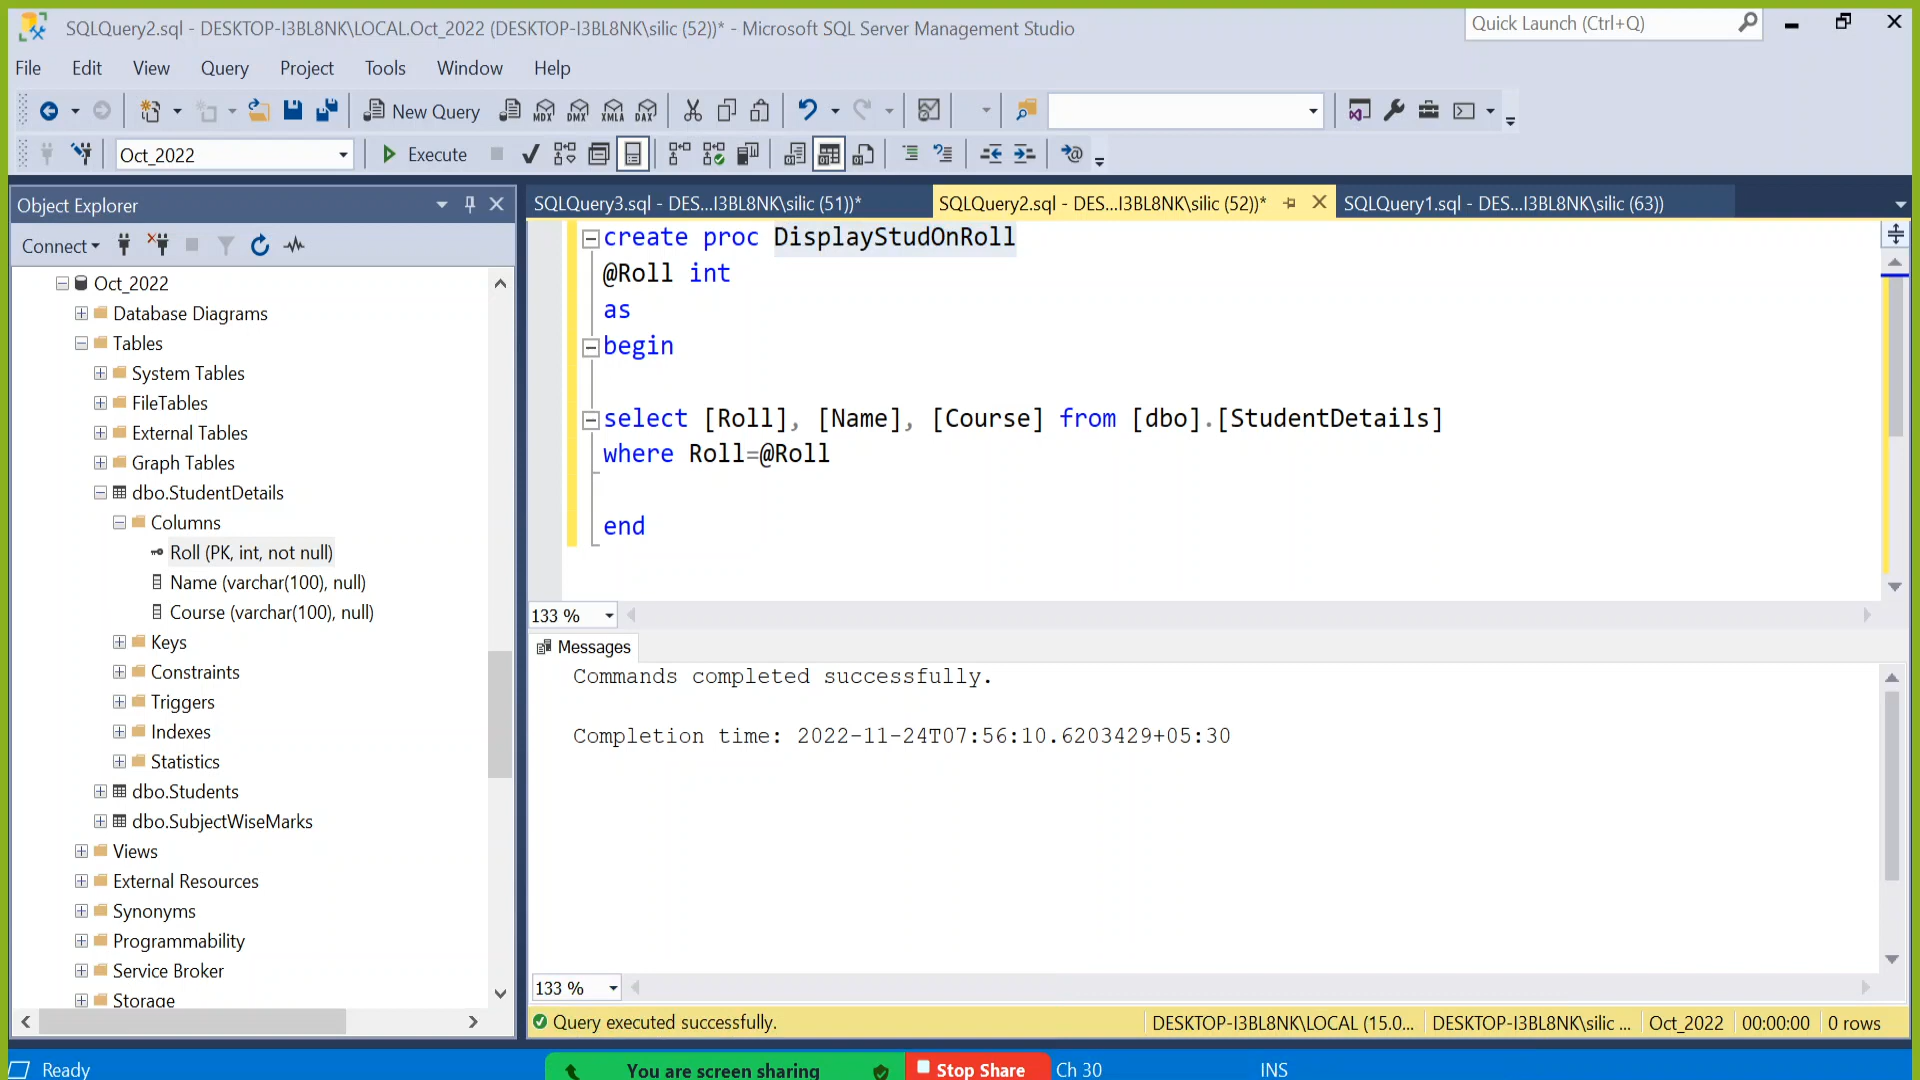 SQLQuery2.sql - DESKTOP-I3BL8NK\LOCAL.Oct_2022 (DESKTOP-I3BL8NK\silic (52))* - Microsoft SQL Server Management Studio
Quick Launch (Ctrl+Q)
File Edit View Query Project Tools Window Help
New Query MDX DMX XMLA DAX
Oct_2022 Execute
Object Explorer
Connect
Oct_2022
Database Diagrams
Tables
System Tables
FileTables
External Tables
Graph Tables
dbo.StudentDetails
Columns
Roll (PK, int, not null)
Name (varchar(100), null)
Course (varchar(100), null)
Keys
Constraints
Triggers
Indexes
Statistics
dbo.Students
dbo.SubjectWiseMarks
Views
External Resources
Synonyms
Programmability
Service Broker
Storage
SQLQuery3.sql - DES...I3BL8NK\silic (51))* SQLQuery2.sql - DES...I3BL8NK\silic (52))* SQLQuery1.sql - DES...I3BL8NK\silic (63))
create proc DisplayStudOnRoll
@Roll int
as
begin
select [Roll], [Name], [Course] from [dbo].[StudentDetails]
where Roll=@Roll
end
133 %
Messages
Commands completed successfully.
Completion time: 2022-11-24T07:56:10.6203429+05:30
133 %
Query executed successfully. DESKTOP-I3BL8NK\LOCAL (15.0... DESKTOP-I3BL8NK\silic ... Oct_2022 00:00:00 0 rows
Ready You are screen sharing Stop Share Ch 30 INS